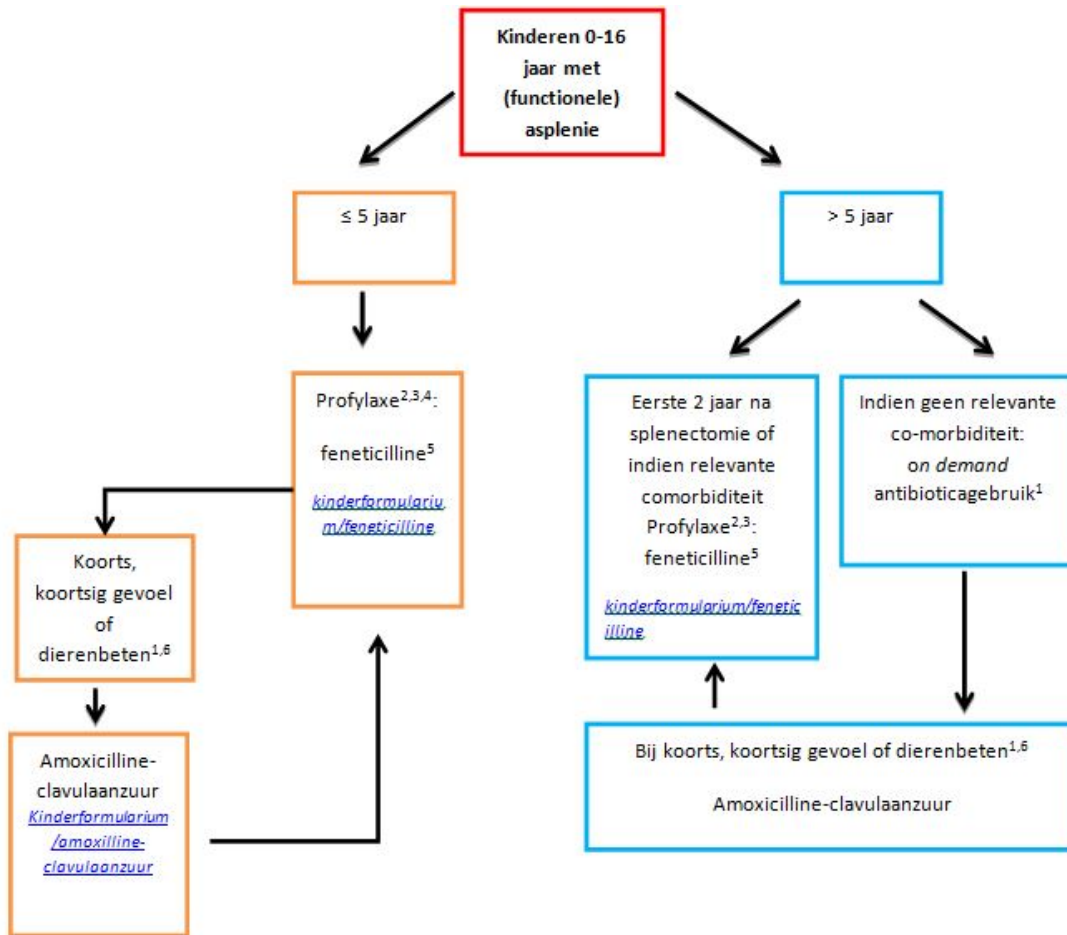 Kinderen 0-16
jaar met
(functionele)
asplenie
≤ 5 jaar
> 5 jaar
Profylaxe2,3,4:
feneticilline5
kinderformulariu
m/feneticilline
Koorts,
koortsig gevoel
of
dierenbeten1,6
Amoxicilline-
clavulaanzuur
Kinderformularium
/amoxilline-
clavulaanzuur
Eerste 2 jaar na
splenectomie of
indien relevante
comorbiditeit
Profylaxe2,3:
feneticilline5
kinderformularium/fenetic
illine
Indien geen relevante
co-morbiditeit:
on demand
antibioticagebruik1
Bij koorts, koortsig gevoel of dierenbeten1,6
Amoxicilline-clavulaanzuur